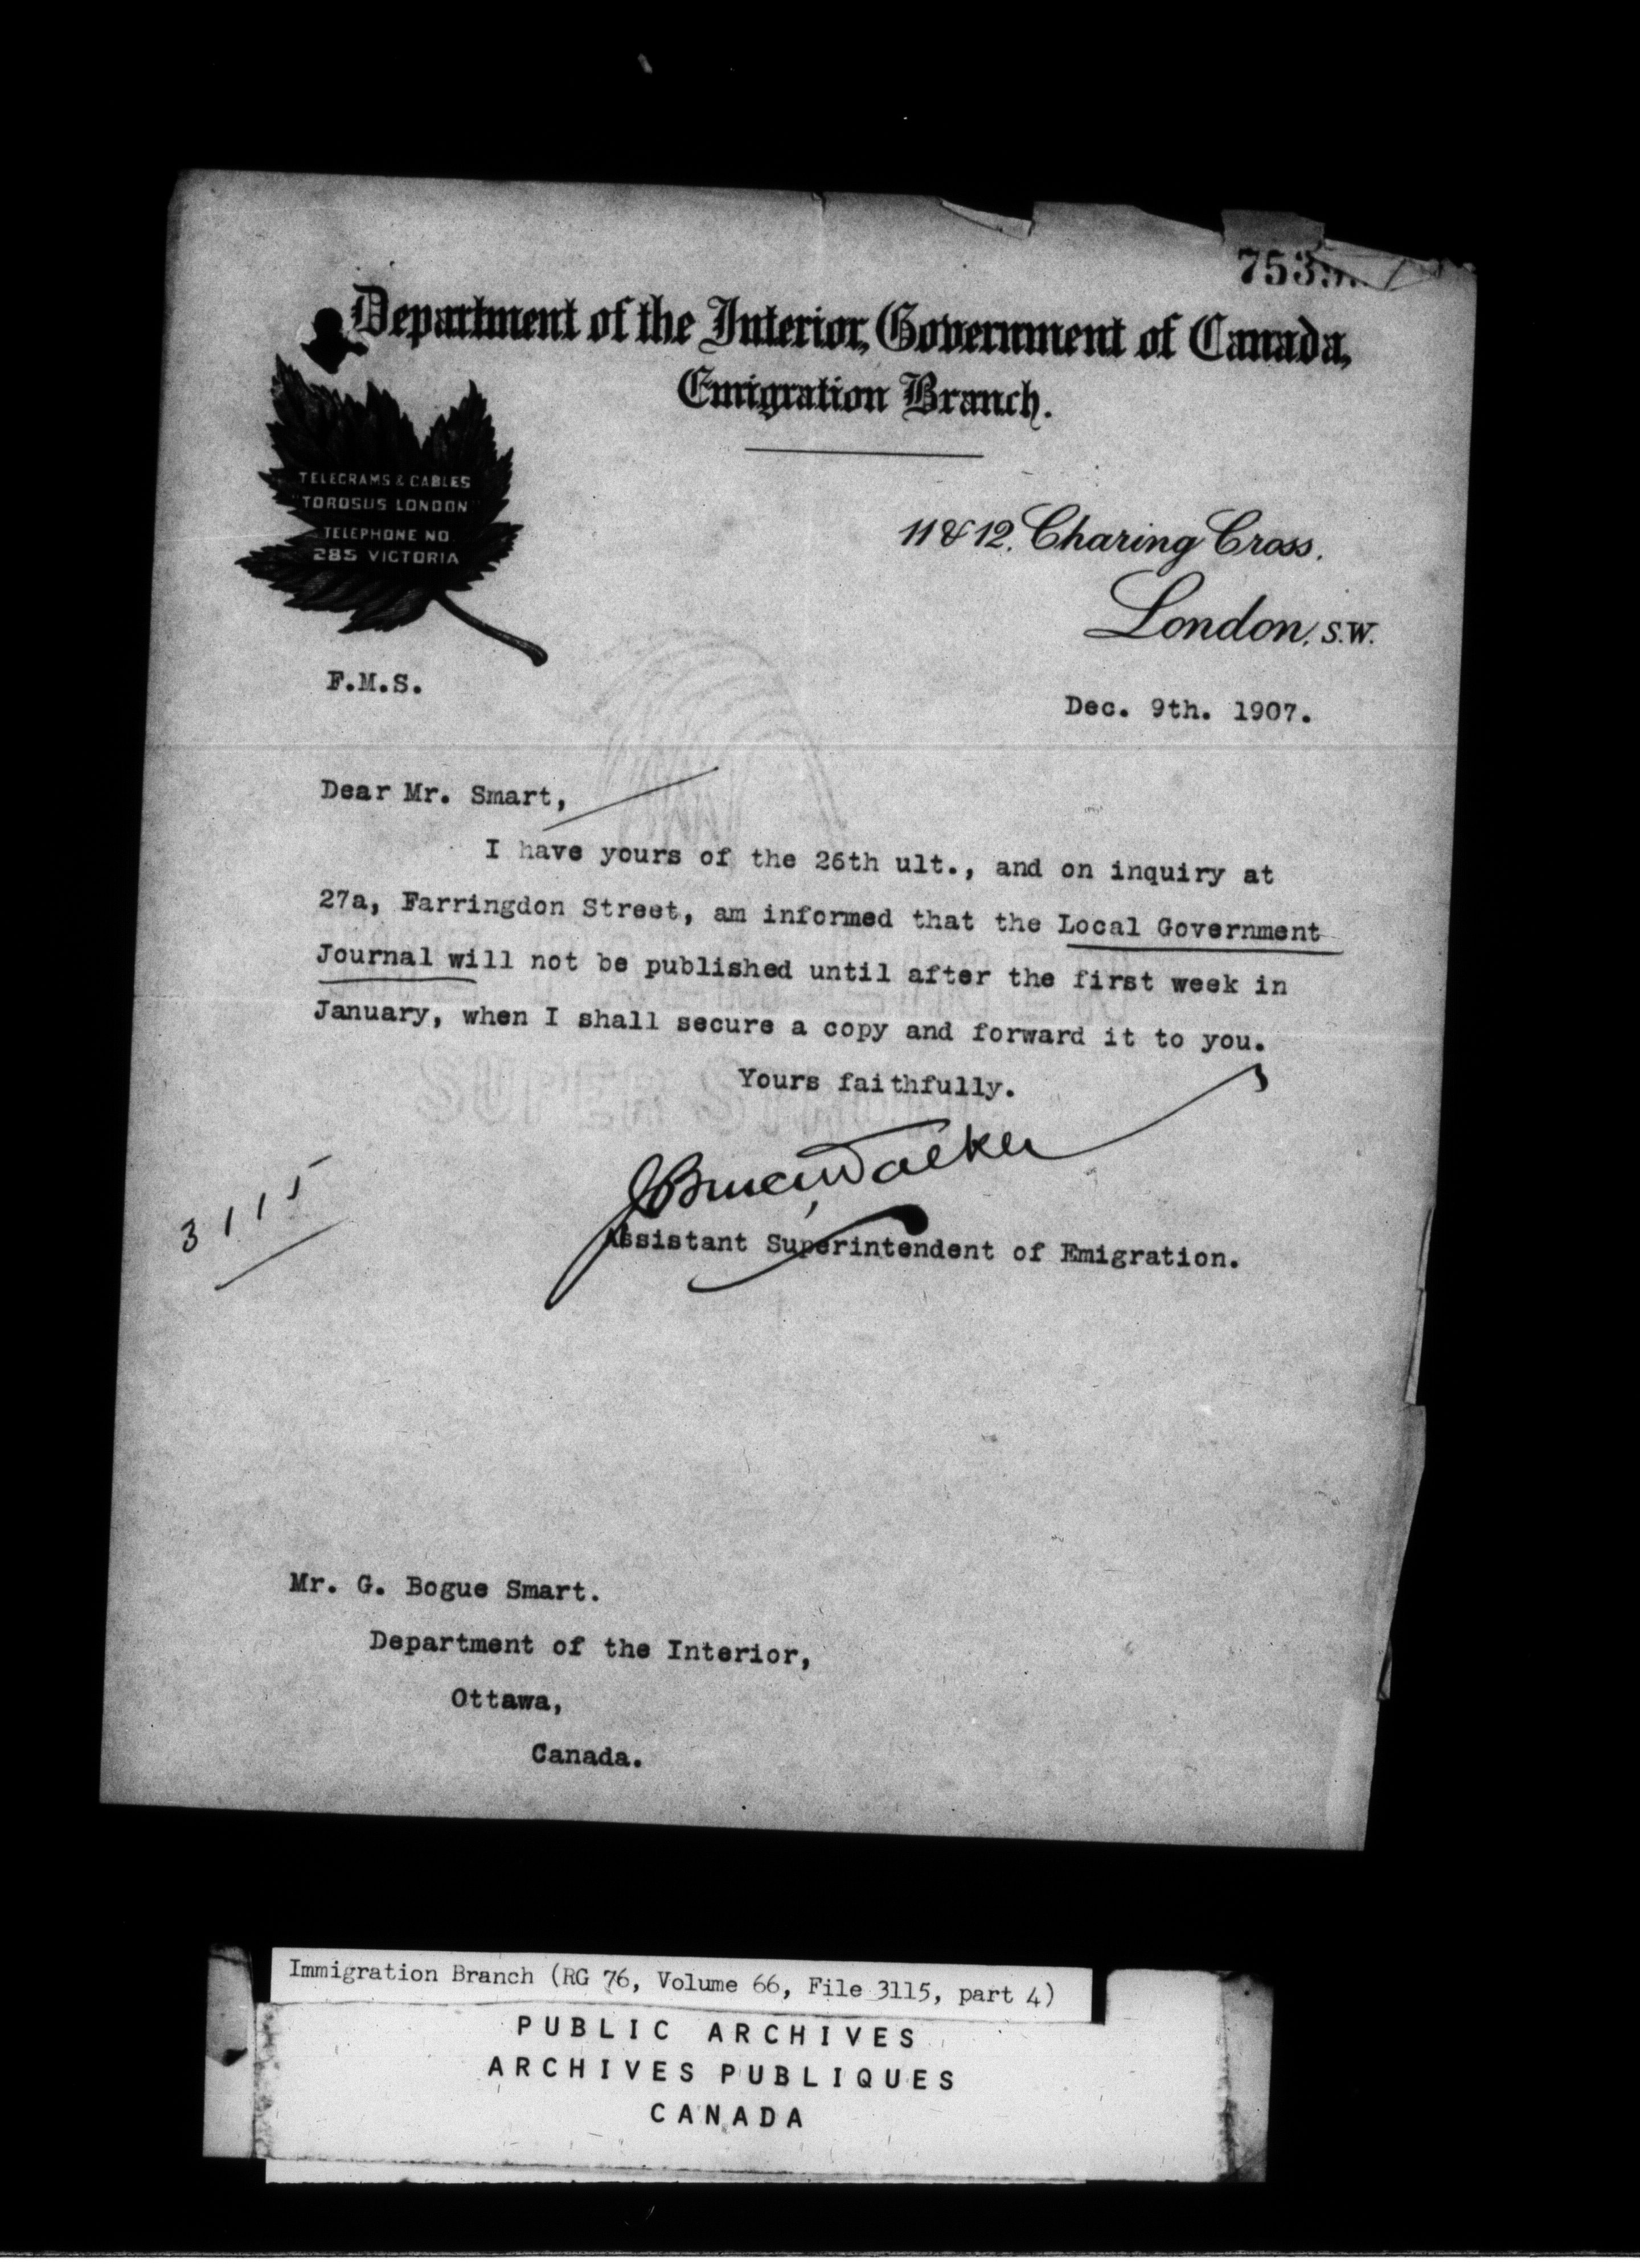 Department of the Interior, Government of Canada,
Emigration Branch.
TELEGRAMS & CABLES
"TOROSUS LONDON"
TELEPHONE NO
285 VICTORIA
11 & 12, Charing Cross,
London, S.W.
F.M.S.
Dec. 9th. 1907.
Dear Mr. Smart,
I have yours of the 26th ult., and on inquiry at
27a, Farringdon Street, am informed that the Local Government
Journal will not be published until after the first week in
January, when I shall secure a copy and forward it to you.
Yours faithfully.
J Bruce Walker
Assistant Superintendent of Emigration.
3115
Mr. G. Bogue Smart.
Department of the Interior,
Ottawa,
Canada.
Immigration Branch (RG 76, Volume 66, File 3115, part 4)
PUBLIC ARCHIVES
ARCHIVES PUBLIQUES
CANADA